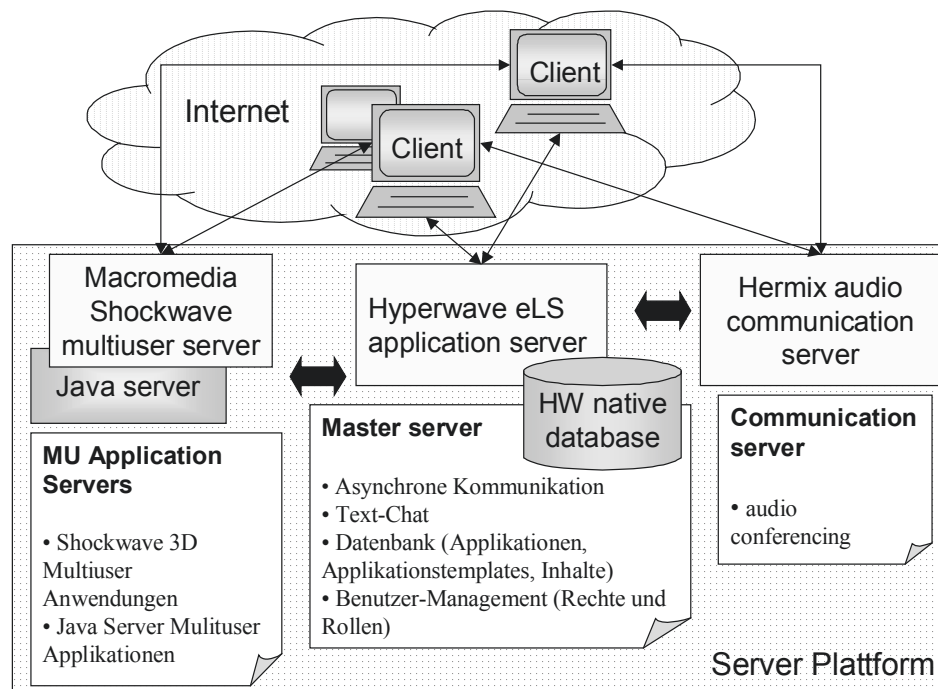 Client
Internet
Client
Macromedia
Shockwave
multiuser server
Java server
Hyperwave eLS
application server
HW native
database
Hermix audio
communication
server
MU Application
Servers
• Shockwave 3D
Multiuser
Anwendungen
• Java Server Mulituser
Applikationen
Master server
• Asynchrone Kommunikation
• Text-Chat
• Datenbank (Applikationen,
Applikationstemplates, Inhalte)
• Benutzer-Management (Rechte und
Rollen)
Communication
server
• audio
conferencing
Server Plattform